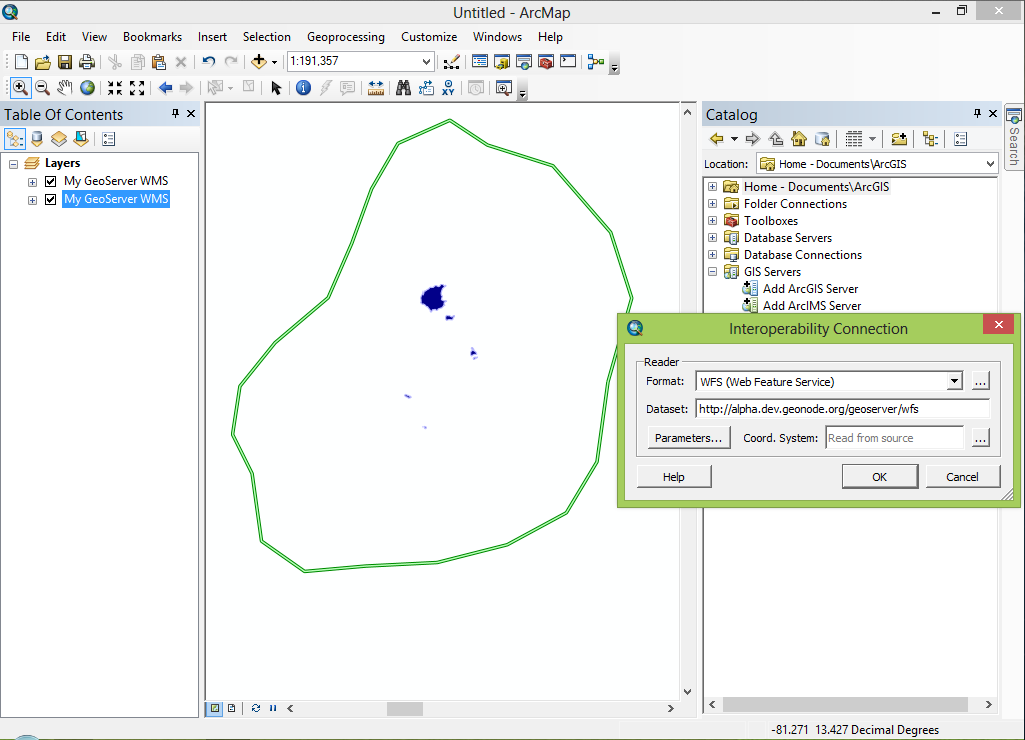 Untitled - ArcMap
File Edit View Bookmarks Insert Selection Geoprocessing Customize Windows Help
1:191,357
Table Of Contents
Layers
My GeoServer WMS
My GeoServer WMS
Catalog
Location: Home - Documents\ArcGIS
Home - Documents\ArcGIS
Folder Connections
Toolboxes
Database Servers
Database Connections
GIS Servers
Add ArcGIS Server
Add ArcIMS Server
Search
Interoperability Connection
Reader
Format: WFS (Web Feature Service) ...
Dataset: http://alpha.dev.geonode.org/geoserver/wfs
Parameters... Coord. System: Read from source ...
Help OK Cancel
-81.271 13.427 Decimal Degrees